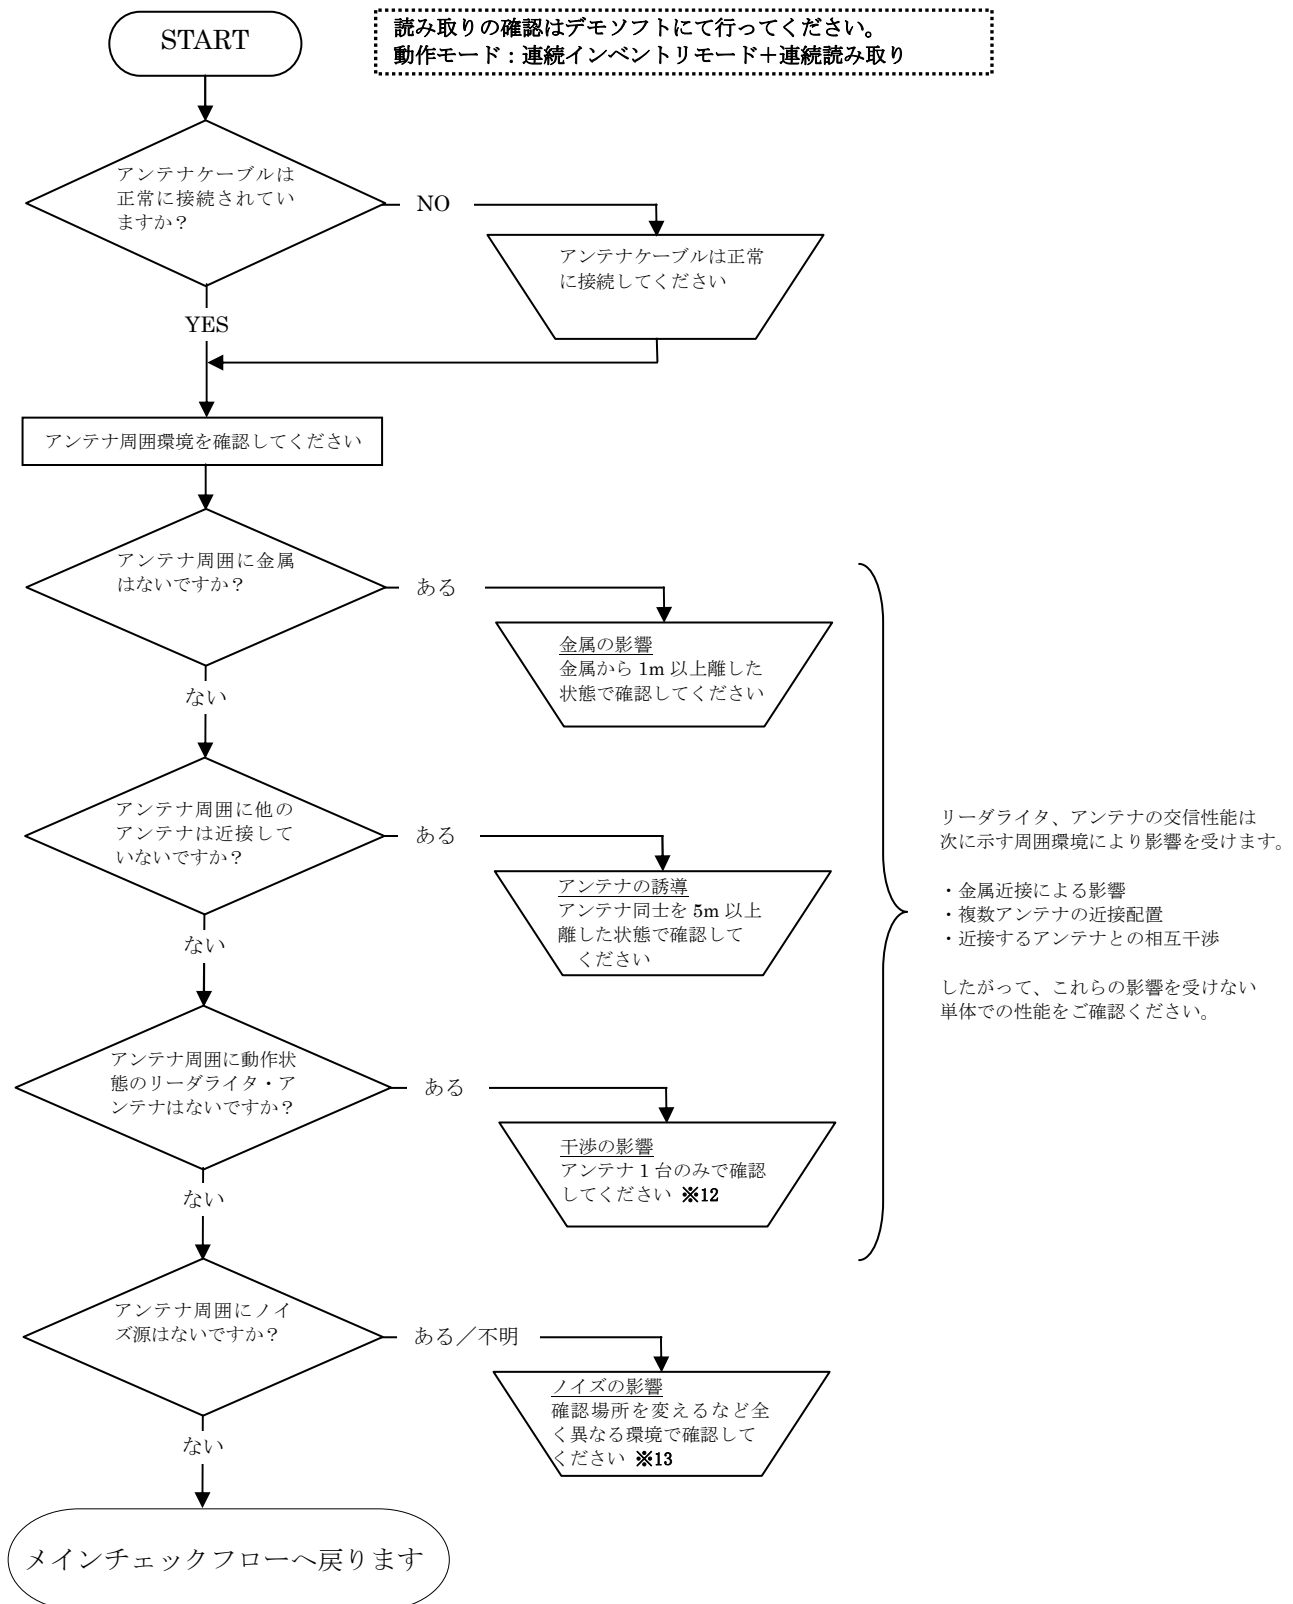 START
読み取りの確認はデモソフトにて行ってください。
動作モード：連続インベントリモード＋連続読み取り
アンテナケーブルは
正常に接続されてい
ますか？
NO
アンテナケーブルは正常
に接続してください
YES
アンテナ周囲環境を確認してください
アンテナ周囲に金属
はないですか？
ある
金属の影響
金属から 1m 以上離した
状態で確認してください
ない
アンテナ周囲に他の
アンテナは近接して
いないですか？
ある
アンテナの誘導
アンテナ同士を 5m 以上
離した状態で確認して
ください
ない
リーダライタ、アンテナの交信性能は
次に示す周囲環境により影響を受けます。
・金属近接による影響
・複数アンテナの近接配置
・近接するアンテナとの相互干渉
したがって、これらの影響を受けない
単体での性能をご確認ください。
アンテナ周囲に動作状
態のリーダライタ・ア
ンテナはないですか？
ある
干渉の影響
アンテナ 1 台のみで確認
してください ※12
ない
アンテナ周囲にノイ
ズ源はないですか？
ある／不明
ノイズの影響
確認場所を変えるなど全
く異なる環境で確認して
ください ※13
ない
メインチェックフローへ戻ります